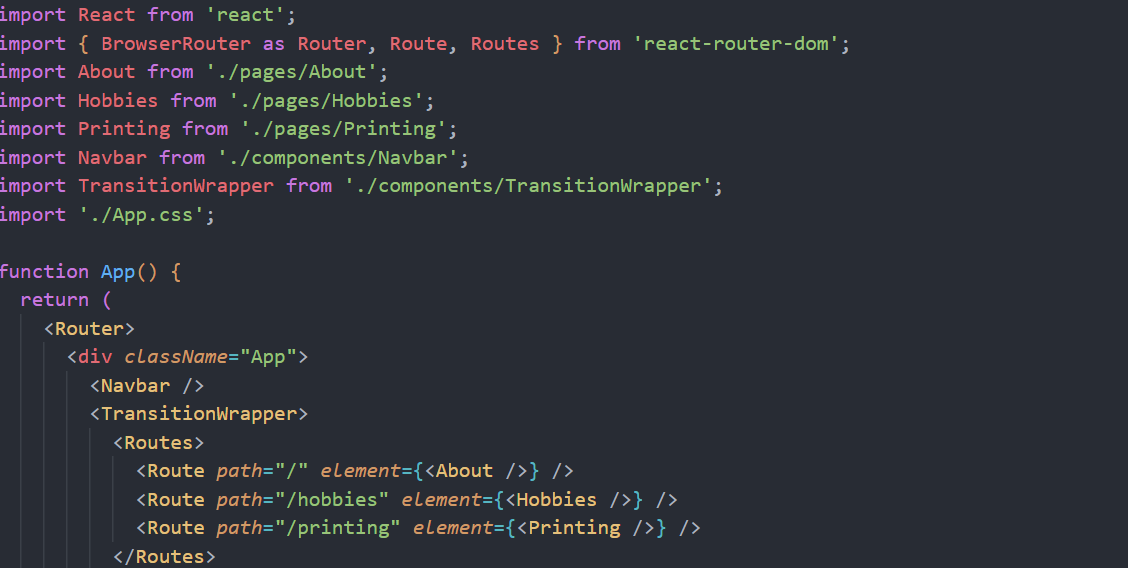 import React from 'react';
import { BrowserRouter as Router, Route, Routes } from 'react-router-dom';
import About from './pages/About';
import Hobbies from './pages/Hobbies';
import Printing from './pages/Printing';
import Navbar from './components/Navbar';
import TransitionWrapper from './components/TransitionWrapper';
import './App.css';

function App() {
  return (
    <Router>
      <div className="App">
        <Navbar />
        <TransitionWrapper>
          <Routes>
            <Route path="/" element={<About />} />
            <Route path="/hobbies" element={<Hobbies />} />
            <Route path="/printing" element={<Printing />} />
          </Routes>